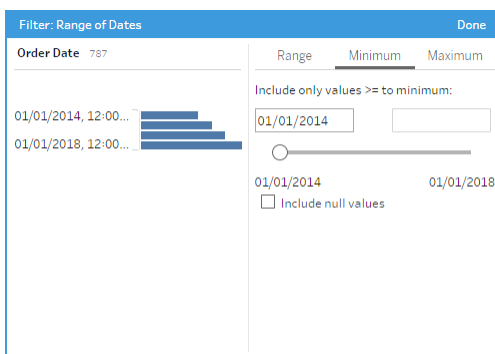 Filter: Range of Dates Done
Order Date 787
01/01/2014, 12:00...
01/01/2018, 12:00...
Range Minimum Maximum
Include only values >= to minimum:
01/01/2014
01/01/2014 01/01/2018
Include null values